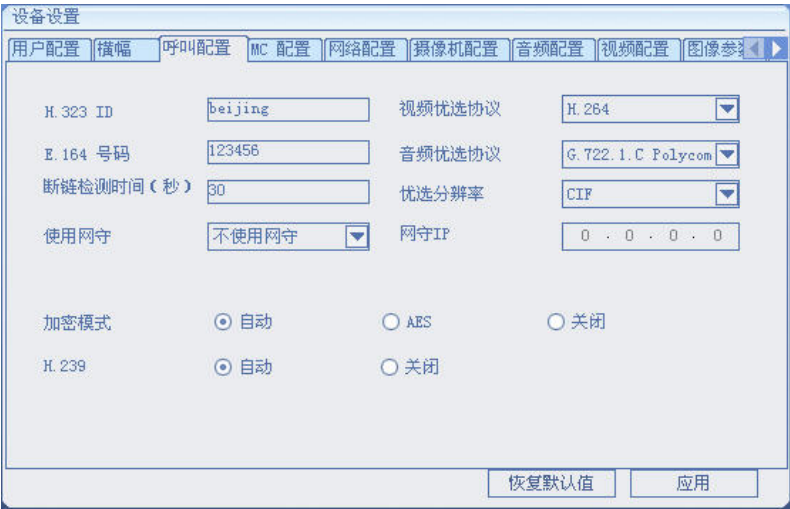 设备设置
用户配置 横幅 呼叫配置 MC 配置 网络配置 摄像机配置 音频配置 视频配置 图像参
H.323 ID beijing 视频优选协议 H.264
E.164 号码 123456 音频优选协议 G.722.1.C Polycom
断链检测时间(秒) 30 优选分辨率 CIF
使用网守 不使用网守 网守IP 0 . 0 . 0 . 0
加密模式 自动 AES 关闭
H.239 自动 关闭
恢复默认值 应用